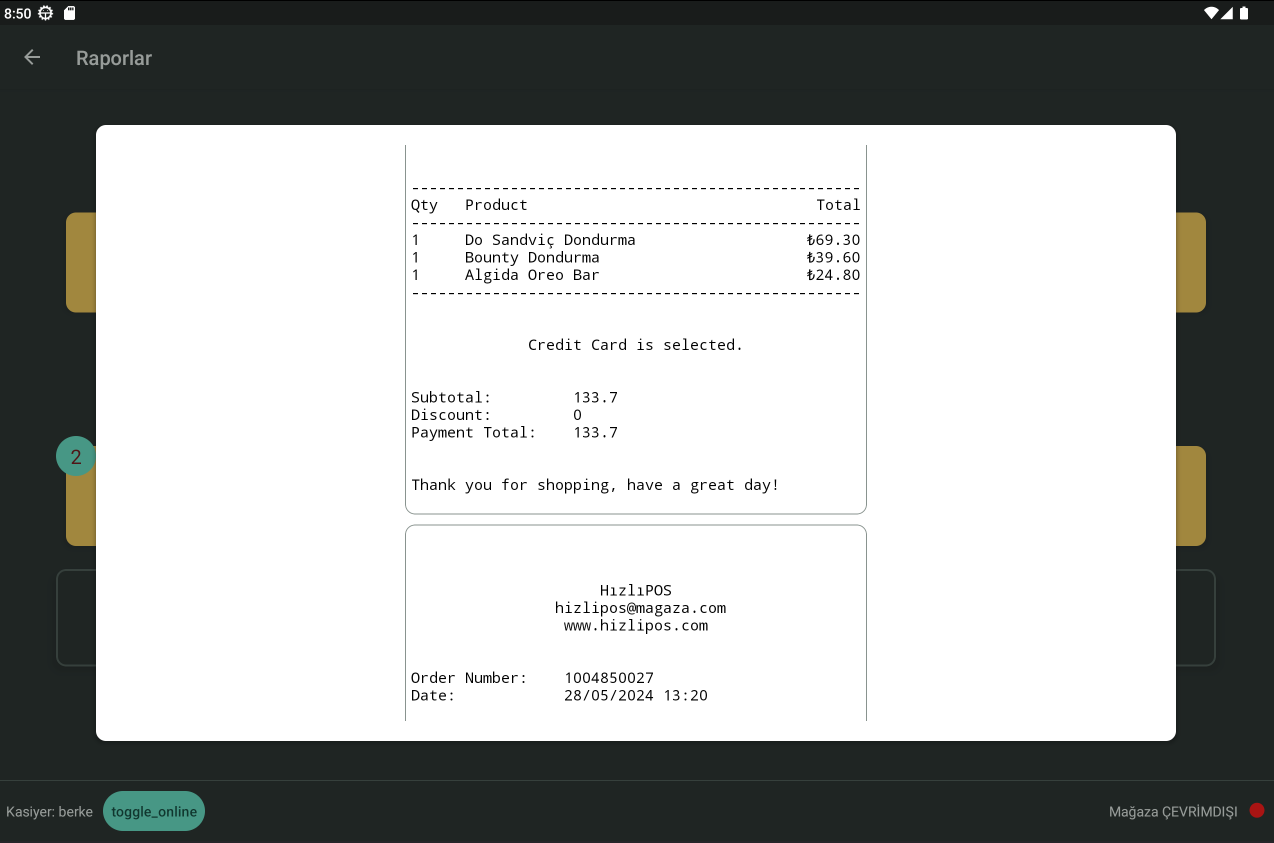 8:50
Raporlar
------------------------------------------------
Qty Product Total
------------------------------------------------
1 Do Sandviç Dondurma ₺69.30
1 Bounty Dondurma ₺39.60
1 Algida Oreo Bar ₺24.80
------------------------------------------------
Credit Card is selected.
Subtotal: 133.7
Discount: 0
Payment Total: 133.7
2
Thank you for shopping, have a great day!
HızlıPOS
hizlipos@magaza.com
www.hizlipos.com
Order Number: 1004850027
Date: 28/05/2024 13:20
Kasiyer: berke toggle_online Mağaza ÇEVRİMDIŞI